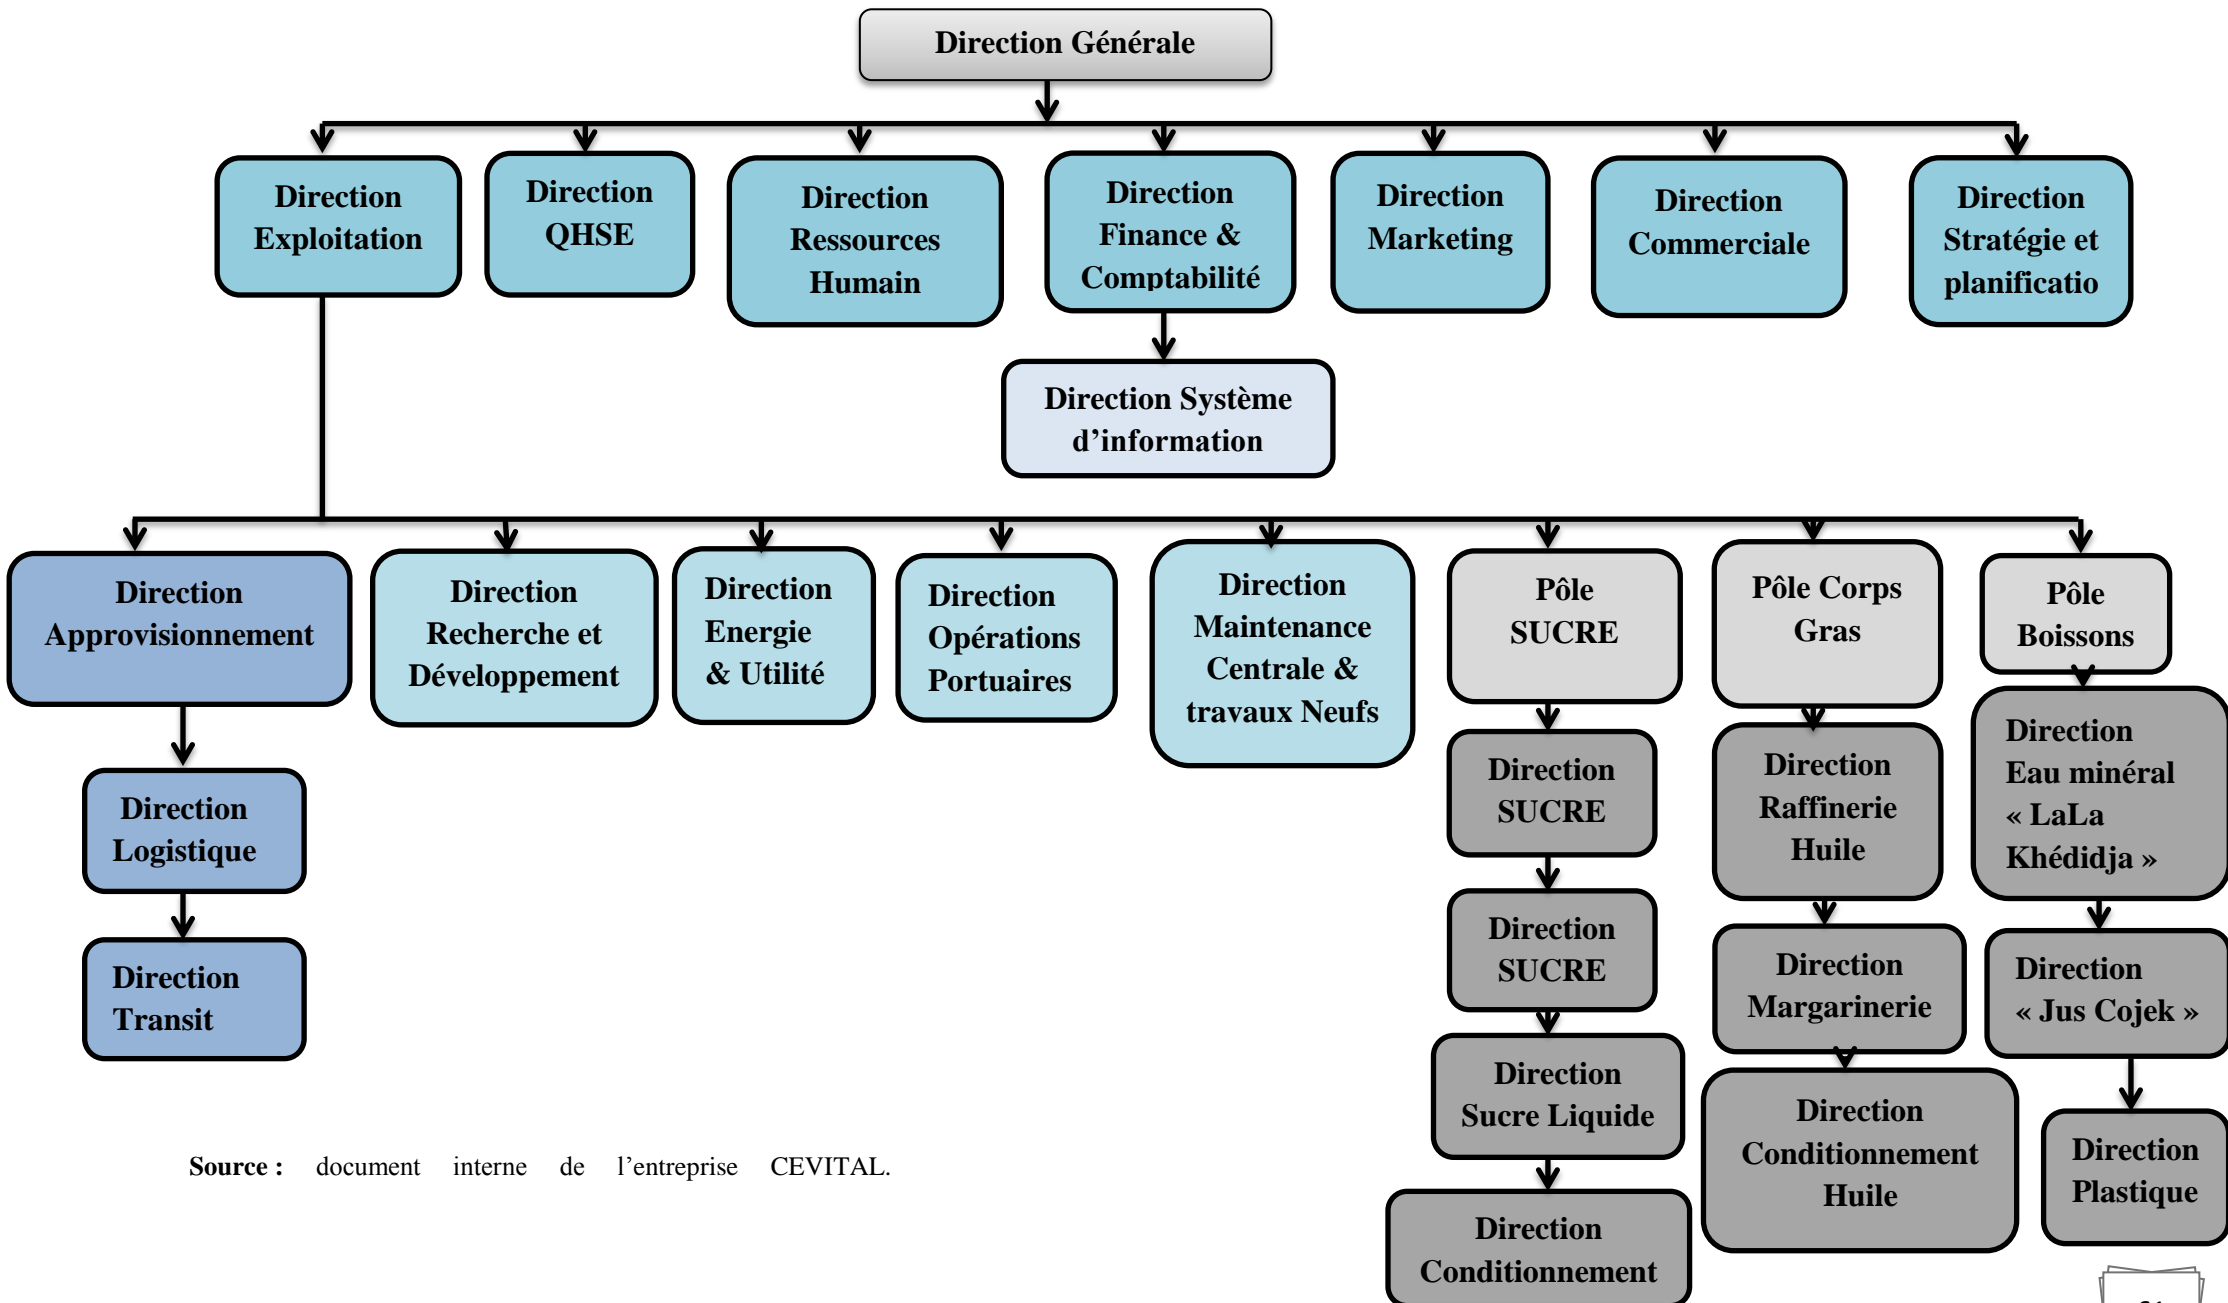 Direction Générale
Direction
Exploitation
Direction
QHSE
Direction
Ressources
Humain
Direction
Finance &
Comptabilité
Direction
Marketing
Direction
Commerciale
Direction
Stratégie et
planificatio
Direction Système
d’information
Direction
Approvisionnement
Direction
Recherche et
Développement
Direction
Energie
& Utilité
Direction
Opérations
Portuaires
Direction
Maintenance
Centrale &
travaux Neufs
Pôle
SUCRE
Pôle Corps
Gras
Pôle
Boissons
Direction
Logistique
Direction
Transit
Direction
SUCRE
Direction
SUCRE
Direction
Sucre Liquide
Direction
Conditionnement
Direction
Raffinerie
Huile
Direction
Margarinerie
Direction
Conditionnement
Huile
Direction
Eau minéral
« LaLa
Khédidja »
Direction
« Jus Cojek »
Direction
Plastique
Source : document interne de l’entreprise CEVITAL.